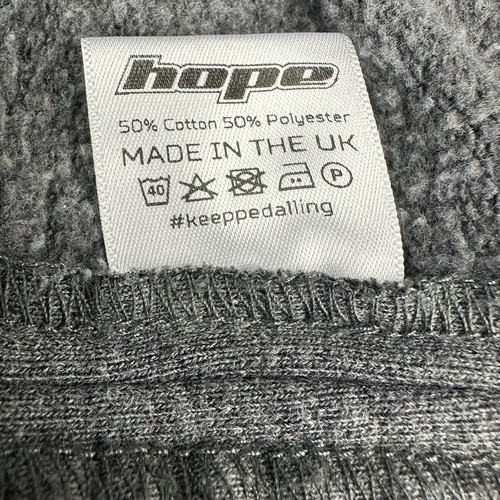 hope
50% Cotton 50% Polyester
MADE IN THE UK
40 P
#keeppedalling